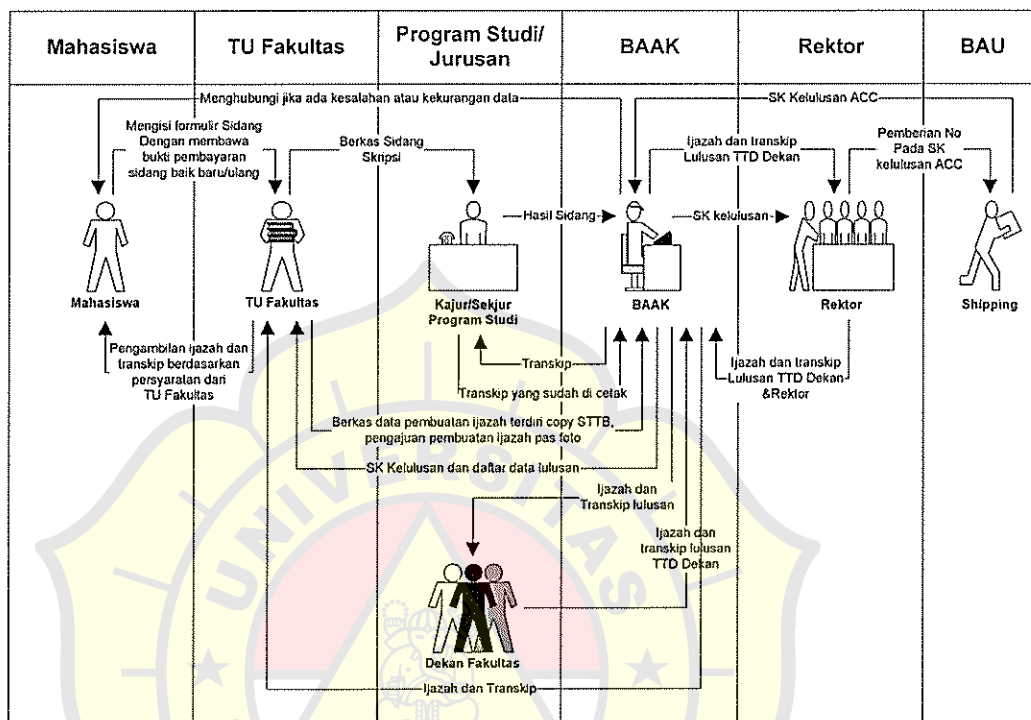 Mahasiswa
TU Fakultas
Program Studi/
Jurusan
BAAK
Rektor
BAU
Menghubungi jika ada kesalahan atau kekurangan data
SK Kelulusan ACC
Mengisi formulir Sidang
Dengan membawa
bukti pembayaran
sidang baik baru/ulang
Berkas Sidang
Skripsi
Ijazah dan transkip
Lulusan TTD Dekan
Pemberian No
Pada SK
kelulusan ACC
Hasil Sidang
SK kelulusan
Mahasiswa
TU Fakultas
Kajur/Sekjur
Program Studi
BAAK
Rektor
Shipping
Pengambilan Ijazah dan
transkip berdasarkan
persyaratan dari
TU Fakultas
Transkip
Transkip yang sudah di cetak
Ijazah dan transkip
Lulusan TTD Dekan
&Rektor
Berkas data pembuatan ijazah terdiri copy STTB,
pengajuan pembuatan ijazah pas foto
SK Kelulusan dan daftar data lulusan
Ijazah dan
Transkip lulusan
Ijazah dan
transkip lulusan
TTD Dekan
Dekan Fakultas
Ijazah dan Transkip
UNIVERSITAS